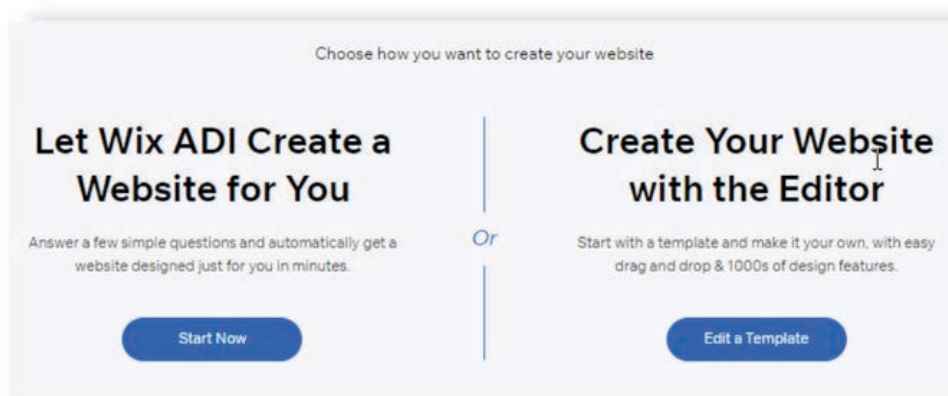 Choose how you want to create your website
Let Wix ADI Create a
Website for You
Answer a few simple questions and automatically get a
website designed just for you in minutes.
Start Now
Or
Create Your Website
with the Editor
Start with a template and make it your own, with easy
drag and drop & 1000s of design features.
Edit a Template